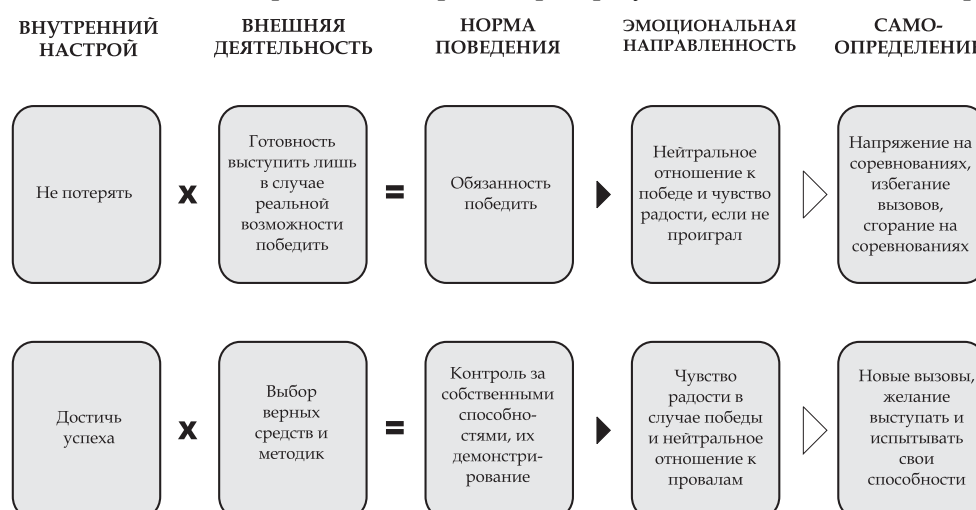 ВНУТРЕННИЙ
НАСТРОЙ
ВНЕШНЯЯ
ДЕЯТЕЛЬНОСТЬ
НОРМА
ПОВЕДЕНИЯ
ЭМОЦИОНАЛЬНАЯ
НАПРАВЛЕННОСТЬ
САМО-
ОПРЕДЕЛЕНИЕ
Не потерять
x
Готовность
выступить лишь
в случае
реальной
возможности
победить
=
Обязанность
победить
Нейтральное
отношение к
победе и чувство
радости, если не
проиграл
Напряжение на
соревнованиях,
избегание
вызовов,
сгорание на
соревнованиях
Достичь
успеха
x
Выбор
верных
средств и
методик
=
Контроль за
собственными
способно-
стями, их
демонстри-
рование
Чувство
радости в
случае победы
и нейтральное
отношение к
провалам
Новые вызовы,
желание
выступать и
испытывать
свои
способности